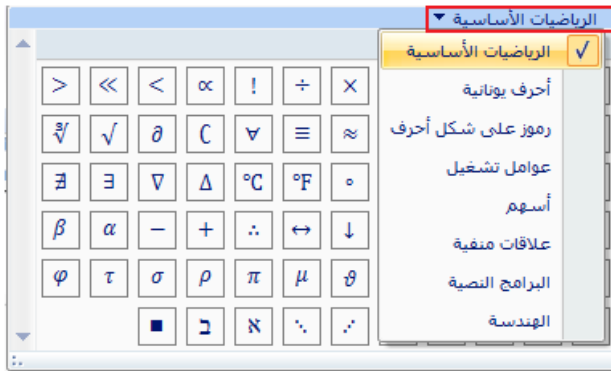 الرياضيات الأساسية
الرياضيات الأساسية
أحرف يونانية
رموز على شكل أحرف
عوامل تشغيل
أسهم
علاقات منفية
البرامج النصية
الهندسة
> ≪ < ∝ ! ÷ ×
∛ √ ∂ ∁ ∀ ≡ ≈
∄ ∃ ∇ ∆ °C °F °
β α − + ∴ ↔ ↓
φ τ σ ρ π μ ϑ
■ ℶ ℵ ⋱ ⋰